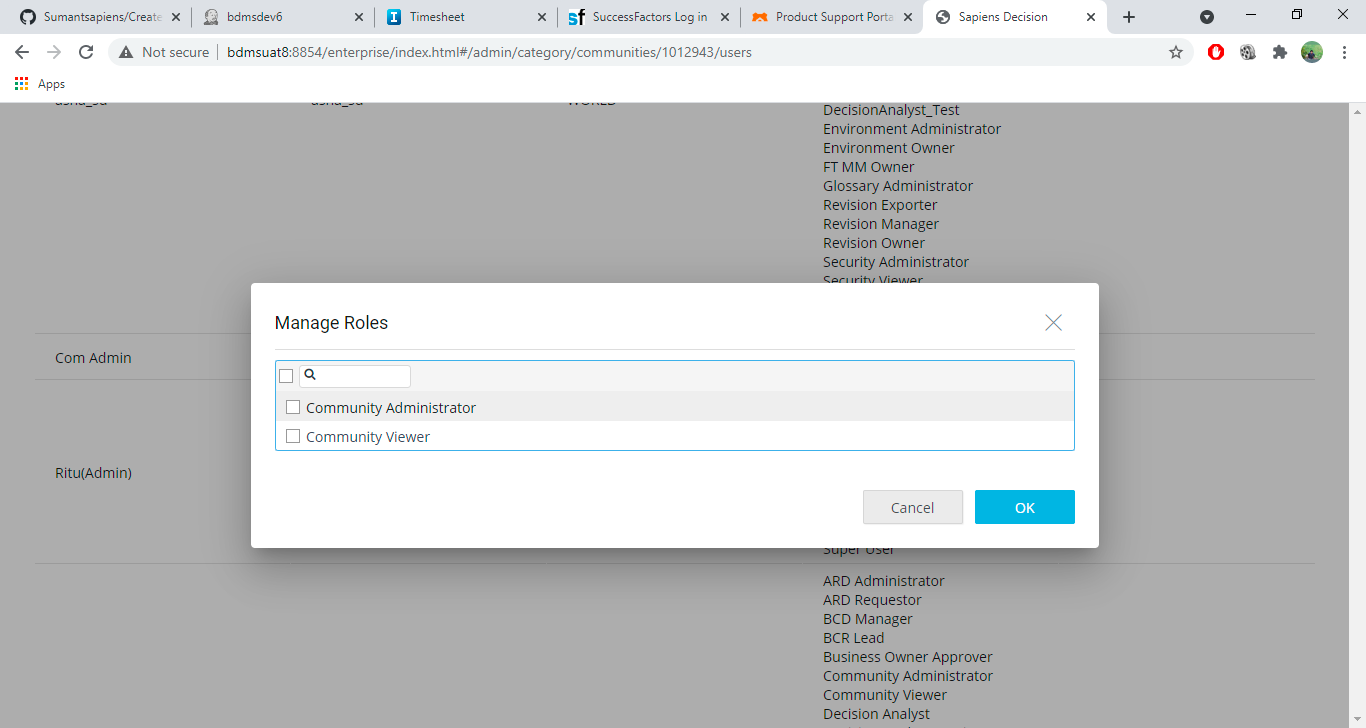 Sumantsapiens/Create
bdmsdev6
Timesheet
SuccessFactors Log in
Product Support Porta
Sapiens Decision
Not secure
bdmsuat8:8854/enterprise/index.html#/admin/category/communities/1012943/users
Apps
WORLD
DecisionAnalyst_Test
Environment Administrator
Environment Owner
FT MM Owner
Glossary Administrator
Revision Exporter
Revision Manager
Revision Owner
Security Administrator
Security Viewer
Manage Roles
Com Admin
Community Administrator
Community Viewer
Ritu(Admin)
Cancel
OK
Super User
ARD Administrator
ARD Requestor
BCD Manager
BCR Lead
Business Owner Approver
Community Administrator
Community Viewer
Decision Analyst